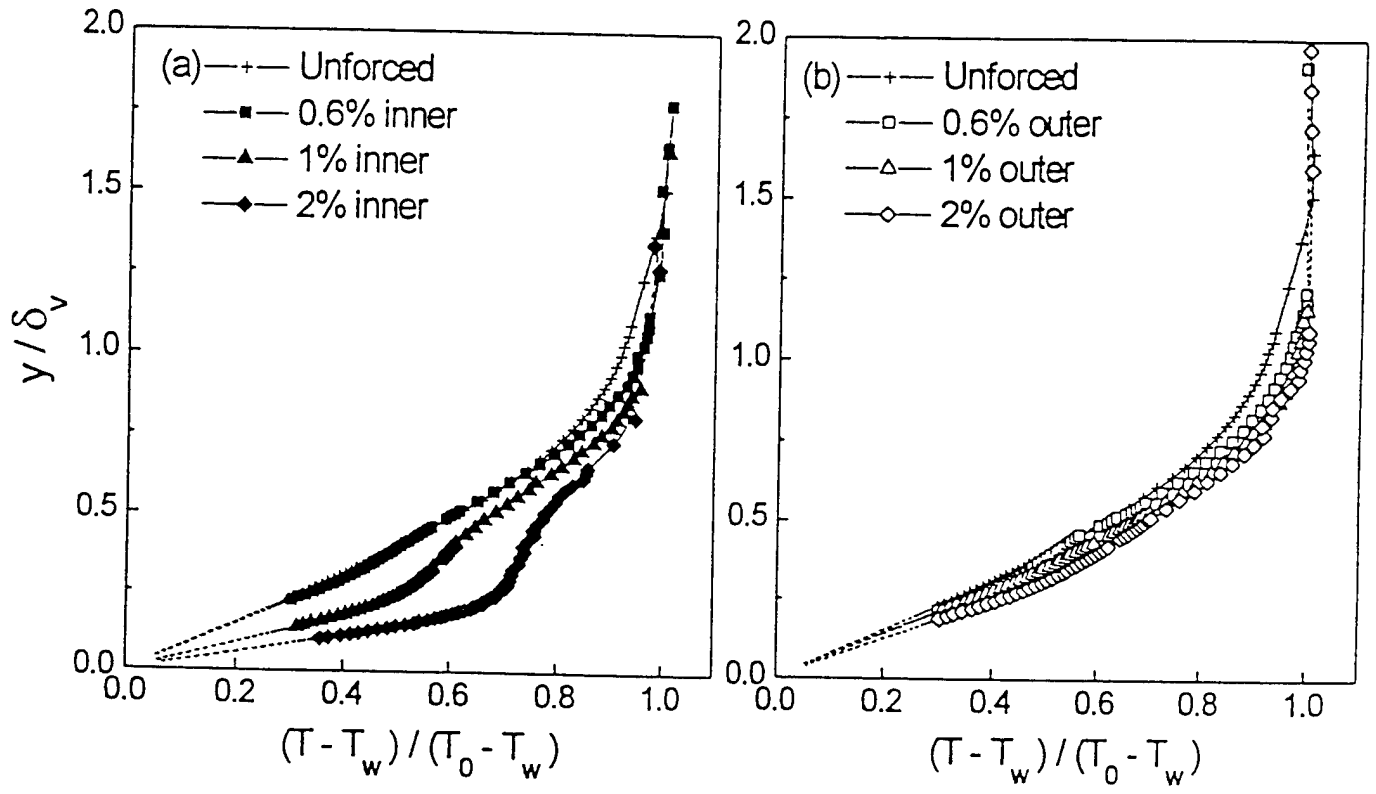 (a) Unforced
0.6% inner
1% inner
2% inner
y / δv
2.0
1.5
1.0
0.5
0.0
0.0 0.2 0.4 0.6 0.8 1.0
(T - Tw) / (T0 - Tw)
(b) Unforced
0.6% outer
1% outer
2% outer
2.0
1.5
1.0
0.5
0.0
0.0 0.2 0.4 0.6 0.8 1.0
(T - Tw) / (T0 - Tw)